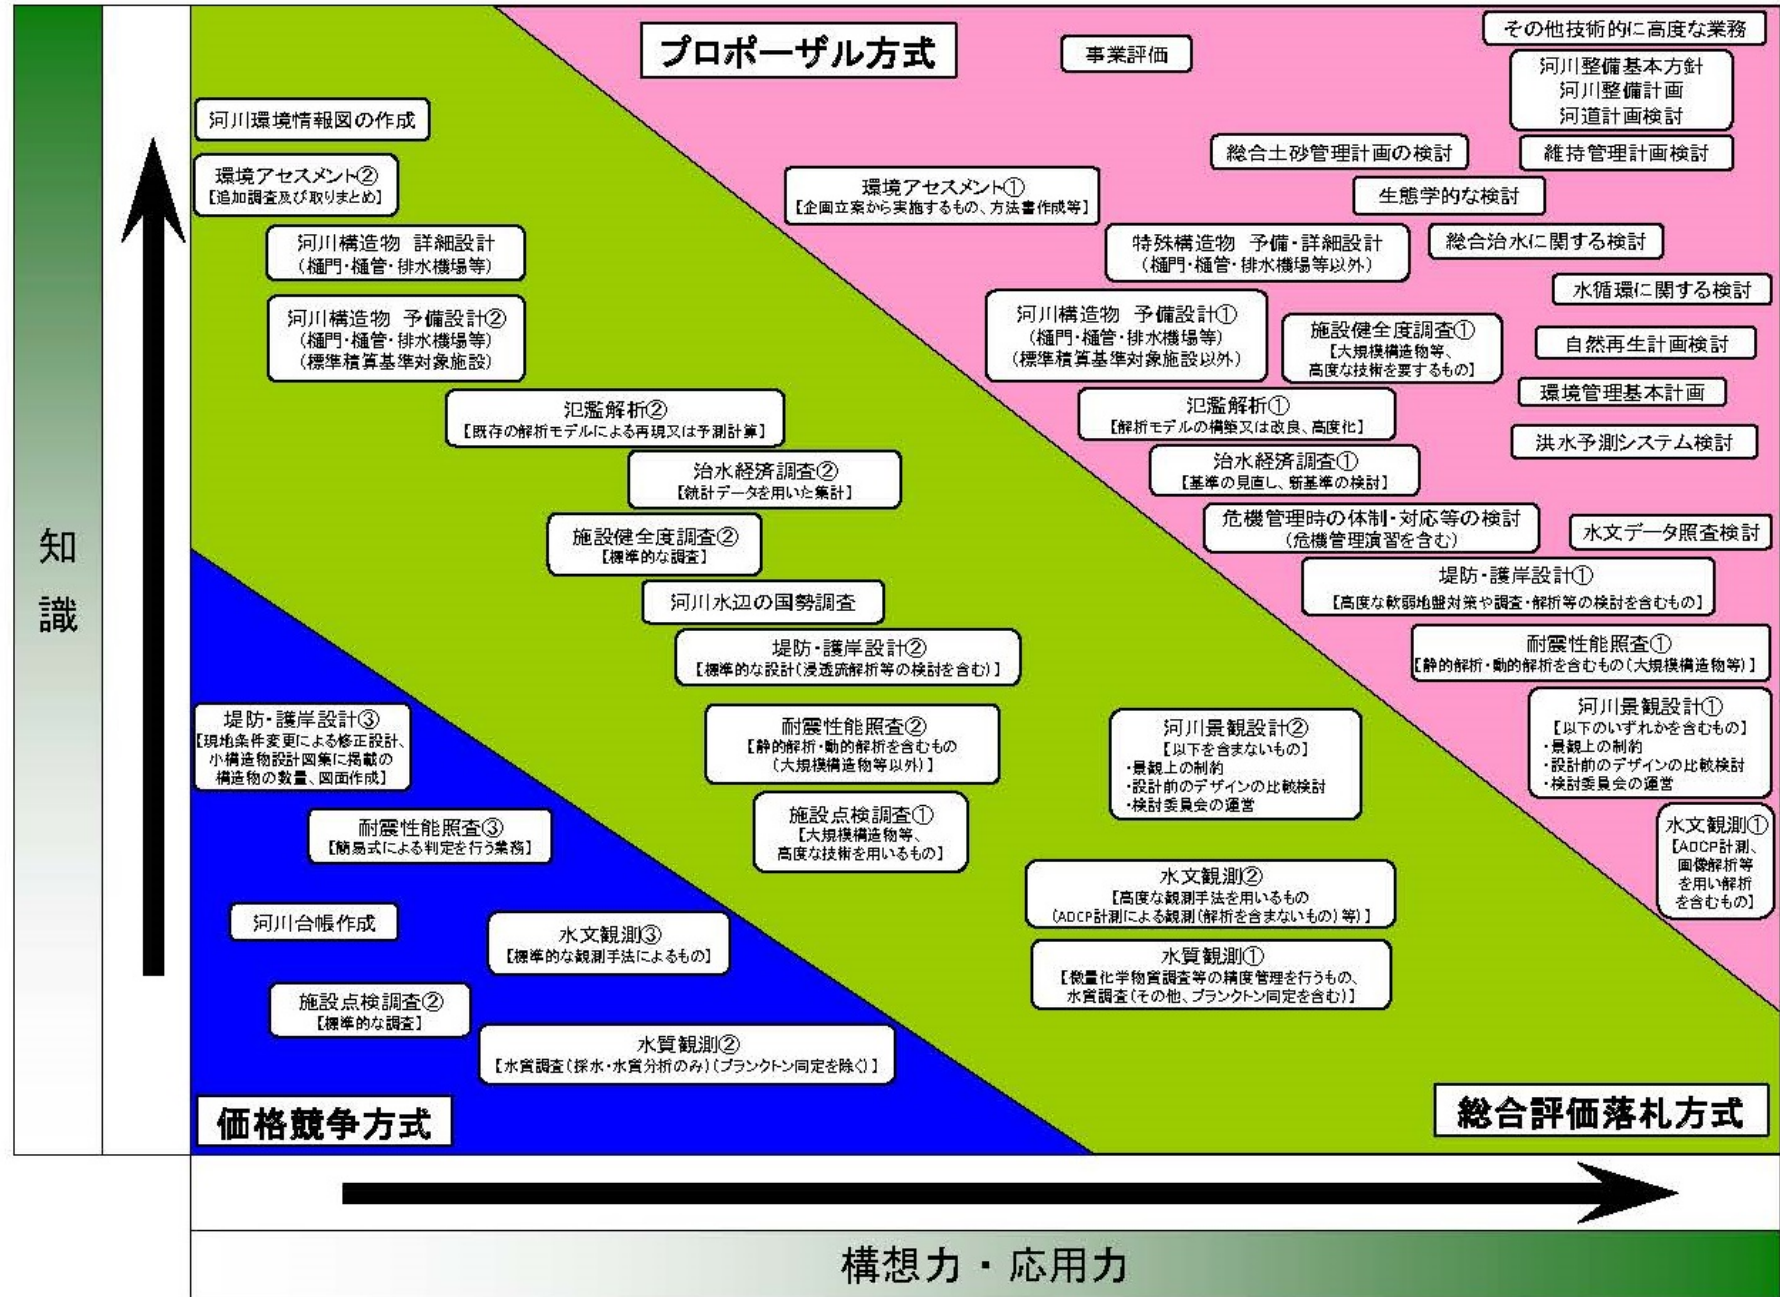 プロポーザル方式
事業評価
その他技術的に高度な業務
河川整備基本方針
河川整備計画
河道計画検討
総合土砂管理計画の検討
維持管理計画検討
環境アセスメント①
【企画立案から実施するもの、方法書作成等】
生態学的な検討
特殊構造物 予備・詳細設計
(樋門・樋管・排水機場等以外)
総合治水に関する検討
水循環に関する検討
河川構造物 予備設計①
(樋門・樋管・排水機場等)
(標準積算基準対象施設以外)
施設健全度調査①
【大規模構造物等、
高度な技術を要するもの】
自然再生計画検討
環境管理基本計画
氾濫解析①
【解析モデルの構築又は改良、高度化】
洪水予測システム検討
治水経済調査①
【基準の見直し、新基準の検討】
危機管理時の体制・対応等の検討
(危機管理演習を含む)
水文データ照査検討
堤防・護岸設計①
【高度な軟弱地盤対策や調査・解析等の検討を含むもの】
耐震性能照査①
【静的解析・動的解析を含むもの(大規模構造物等)】
河川景観設計①
【以下のいずれかを含むもの】
・景観上の制約
・設計前のデザインの比較検討
・検討委員会の運営
水文観測①
【ADCP計測、
画像解析等
を用い解析
を含むもの】
河川環境情報図の作成
環境アセスメント②
【追加調査及び取りまとめ】
河川構造物 詳細設計
(樋門・樋管・排水機場等)
河川構造物 予備設計②
(樋門・樋管・排水機場等)
(標準積算基準対象施設)
氾濫解析②
【既存の解析モデルによる再現又は予測計算】
治水経済調査②
【統計データを用いた集計】
施設健全度調査②
【標準的な調査】
河川水辺の国勢調査
堤防・護岸設計②
【標準的な設計(浸透流解析等の検討を含む)】
耐震性能照査②
【静的解析・動的解析を含むもの
(大規模構造物等以外)】
河川景観設計②
【以下を含まないもの】
・景観上の制約
・設計前のデザインの比較検討
・検討委員会の運営
施設点検調査①
【大規模構造物等、
高度な技術を用いるもの】
水文観測②
【高度な観測手法を用いるもの
(ADCP計測による観測(解析を含まないもの)等)】
水質観測①
【微量化学物質調査等の精度管理を行うもの、
水質調査(その他、プランクトン同定を含む)】
総合評価落札方式
堤防・護岸設計③
【現地条件変更による修正設計、
小構造物設計図集に掲載の
構造物の数量、図面作成】
耐震性能照査③
【簡易式による判定を行う業務】
河川台帳作成
水文観測③
【標準的な観測手法によるもの】
施設点検調査②
【標準的な調査】
水質観測②
【水質調査(採水・水質分析のみ)(プランクトン同定を除く)】
価格競争方式
知識
構想力・応用力